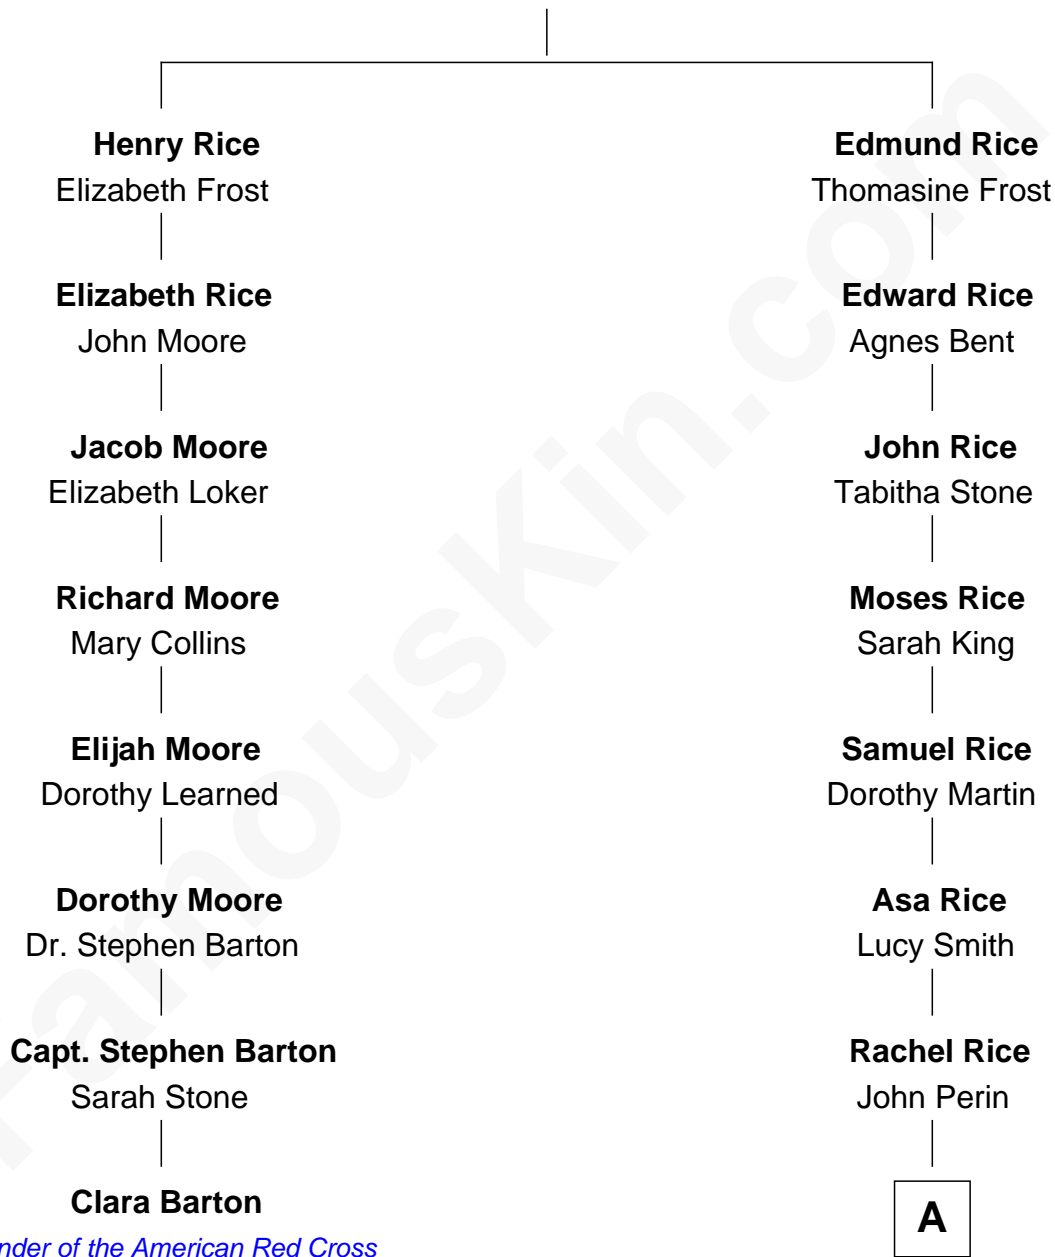 Henry Rice
Elizabeth Frost
Edmund Rice
Thomasine Frost
Elizabeth Rice
John Moore
Edward Rice
Agnes Bent
Jacob Moore
Elizabeth Loker
John Rice
Tabitha Stone
Richard Moore
Mary Collins
Moses Rice
Sarah King
Elijah Moore
Dorothy Learned
Samuel Rice
Dorothy Martin
Dorothy Moore
Dr. Stephen Barton
Asa Rice
Lucy Smith
Capt. Stephen Barton
Sarah Stone
Rachel Rice
John Perin
Clara Barton
nder of the American Red Cross
A
FamousKin.com